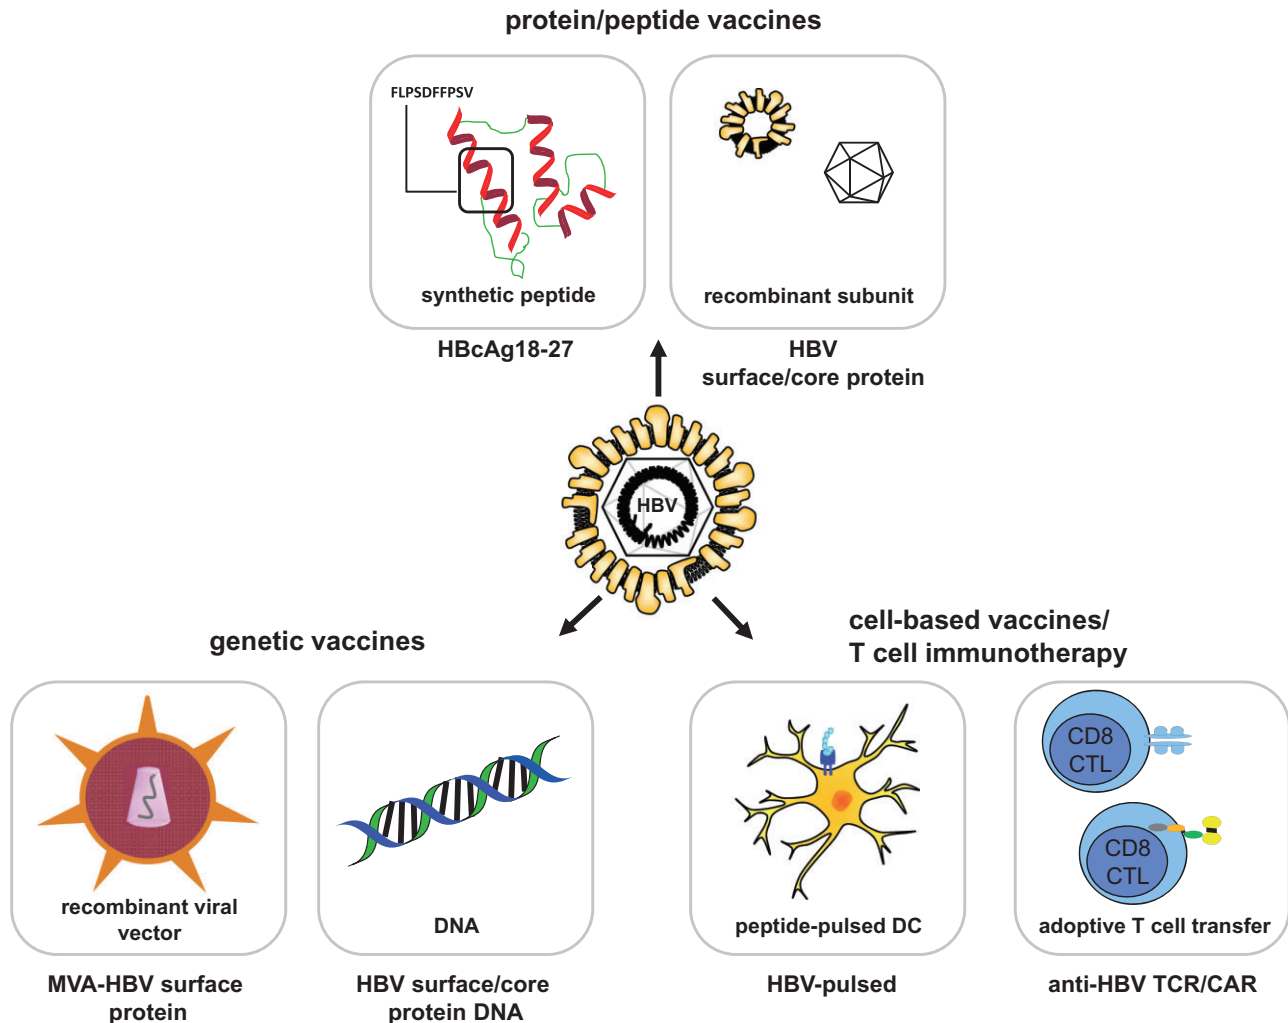 protein/peptide vaccines
FLPSDFFPSV
synthetic peptide
recombinant subunit
HBcAg18-27
HBV
surface/core protein
HBV
genetic vaccines
cell-based vaccines/
T cell immunotherapy
recombinant viral
vector
DNA
peptide-pulsed DC
CD8
CTL
CD8
CTL
adoptive T cell transfer
MVA-HBV surface
protein
HBV surface/core
protein DNA
HBV-pulsed
anti-HBV TCR/CAR